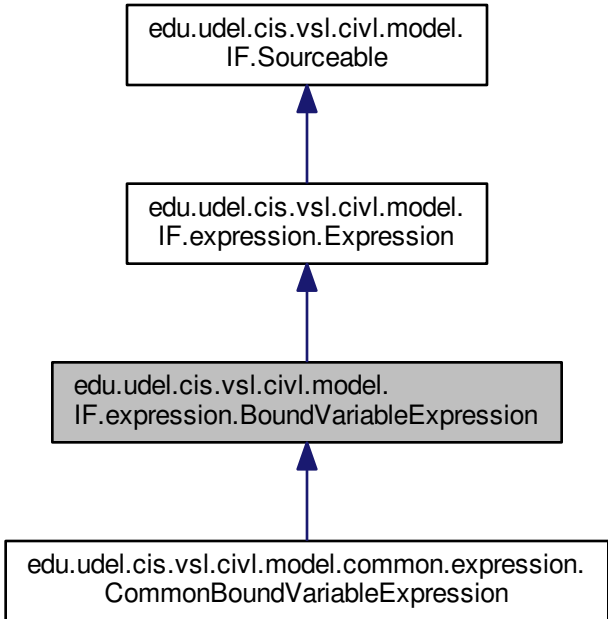 edu.udel.cis.vsl.civl.model.
IF.Sourceable
edu.udel.cis.vsl.civl.model.
IF.expression.Expression
edu.udel.cis.vsl.civl.model.
IF.expression.BoundVariableExpression
edu.udel.cis.vsl.civl.model.common.expression.
CommonBoundVariableExpression